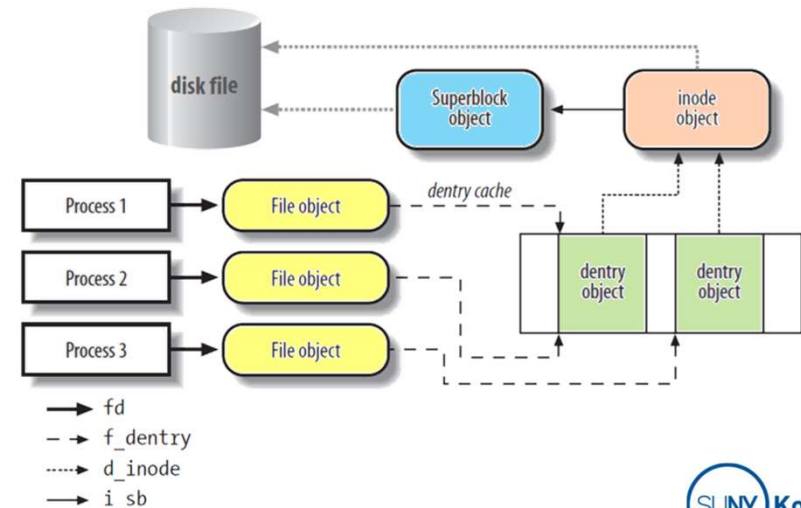 disk file
Superblock
object
inode
object
Process 1
File object
dentry cache
Process 2
File object
dentry
object
dentry
object
Process 3
File object
fd
f_dentry
d_inode
i_sb
SUNY